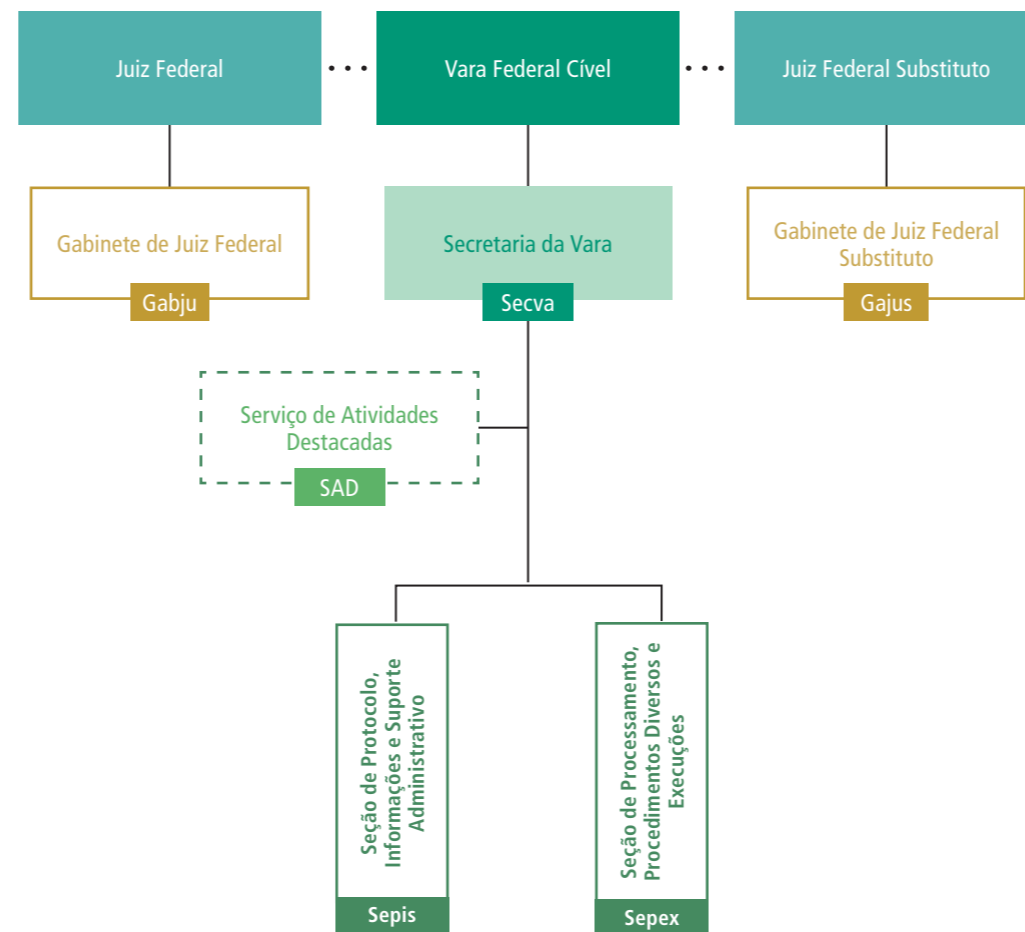 Juiz Federal
Vara Federal Cível
Juiz Federal Substituto
Gabinete de Juiz Federal
Gabju
Secretaria da Vara
Secva
Gabinete de Juiz Federal
Substituto
Gajus
Serviço de Atividades
Destacadas
SAD
Seção de Protocolo,
Informações e Suporte
Administrativo
Sepis
Seção de Processamento,
Procedimentos Diversos e
Execuções
Sepex